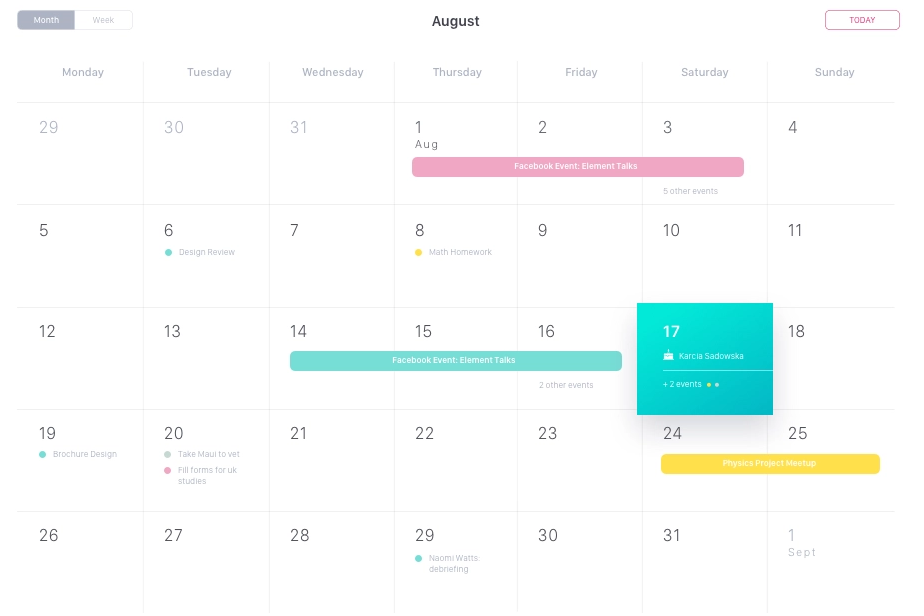 Month Week August TODAY
Monday Tuesday Wednesday Thursday Friday Saturday Sunday
29 30 31 1 2 3 4
Aug
Facebook Event: Element Talks
5 other events
5 6 7 8 9 10 11
Design Review Math Homework
12 13 14 15 16 17 18
Facebook Event: Element Talks Karcia Sadowska
2 other events + 2 events
19 20 21 22 23 24 25
Brochure Design Take Maui to vet Physics Project Meetup
Fill forms for uk
studies
26 27 28 29 30 31 1
Sept
Naomi Watts:
debriefing.